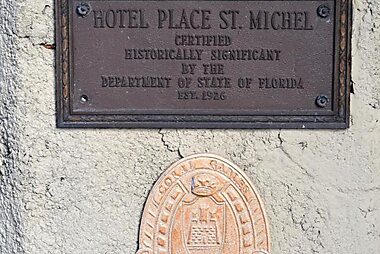 HOTEL PLACE ST. MICHEL
CERTIFIED
HISTORICALLY SIGNIFICANT
BY THE
DEPARTMENT OF STATE OF FLORIDA
EST. 1926
CORAL GABLES